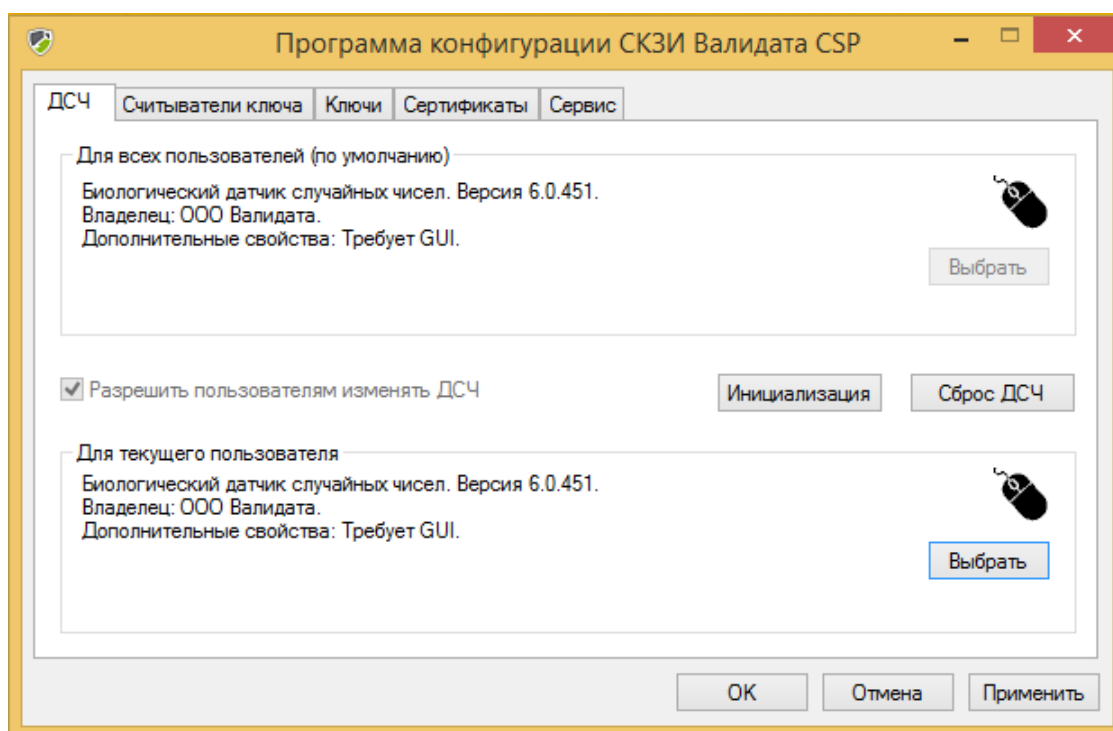 Программа конфигурации СКЗИ Валидата CSP
ДСЧ
Считыватели ключа
Ключи
Сертификаты
Сервис
Для всех пользователей (по умолчанию)
Биологический датчик случайных чисел. Версия 6.0.451.
Владелец: ООО Валидата.
Дополнительные свойства: Требует GUI.
Выбрать
Разрешить пользователям изменять ДСЧ
Инициализация
Сброс ДСЧ
Для текущего пользователя
Биологический датчик случайных чисел. Версия 6.0.451.
Владелец: ООО Валидата.
Дополнительные свойства: Требует GUI.
Выбрать
OK
Отмена
Применить